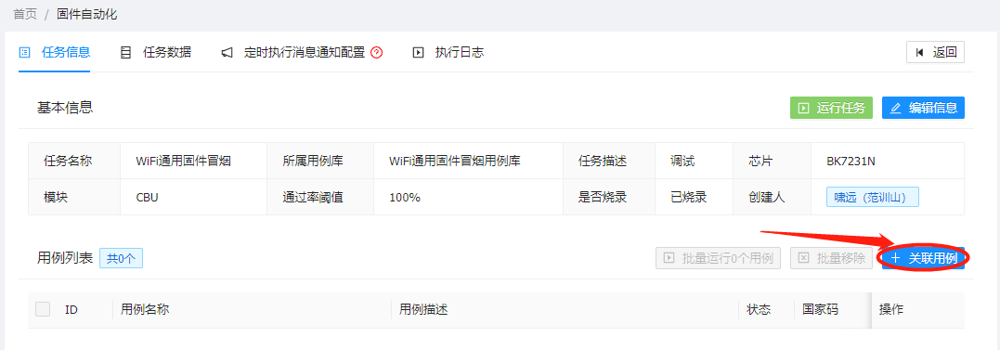 首页 / 固件自动化
任务信息 任务数据 定时执行消息通知配置 执行日志 返回
基本信息 运行任务 编辑信息
任务名称 WiFi通用固件冒烟 所属用例库 WiFi通用固件冒烟用例库 任务描述 调试 芯片 BK7231N
模块 CBU 通过率阈值 100% 是否烧录 已烧录 创建人 啸远（范训山）
用例列表 共0个 批量运行0个用例 批量移除 + 关联用例
ID 用例名称 用例描述 状态 国家码 操作